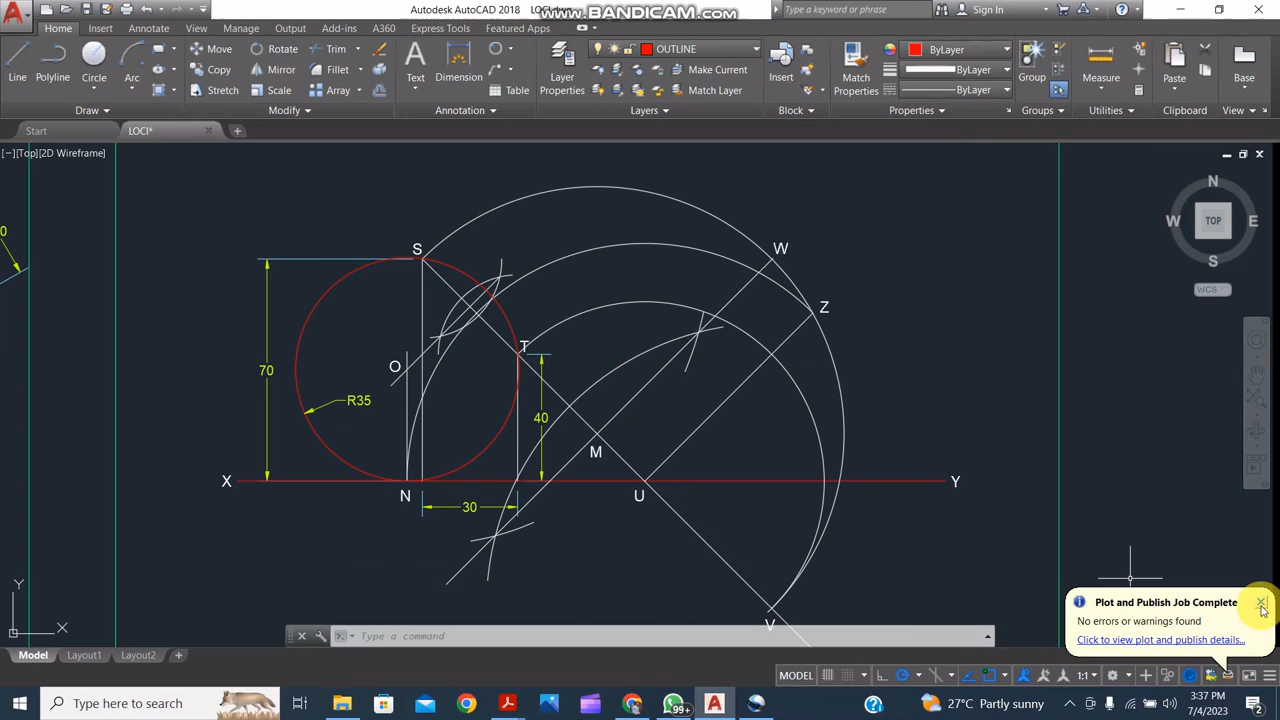 Autodesk AutoCAD 2018 LOCI.dwg
www.BANDICAM.com
Type a keyword or phrase
Sign In
Home Insert Annotate View Manage Output Add-ins A360 Express Tools Featured Apps
Line Polyline Circle Arc
Move Rotate Trim
Copy Mirror Fillet
Stretch Scale Array
Text Dimension Table
Layer Properties
OUTLINE
Make Current
Match Layer
Insert
Match Properties
ByLayer
ByLayer
ByLayer
Group
Measure
Paste
Base
Draw Modify Annotation Layers Block Properties Groups Utilities Clipboard View
Start LOCI*
[−][Top][2D Wireframe]
N
W TOP E
S
WCS
0
S
W
Z
T
O
70
R35
40
M
X
Y
N
U
30
V
Y
X
Plot and Publish Job Complete
No errors or warnings found
Click to view plot and publish details...
Type a command
Model Layout1 Layout2 +
MODEL 1:1
Type here to search
99+
27°C Partly sunny
3:37 PM
7/4/2023
2